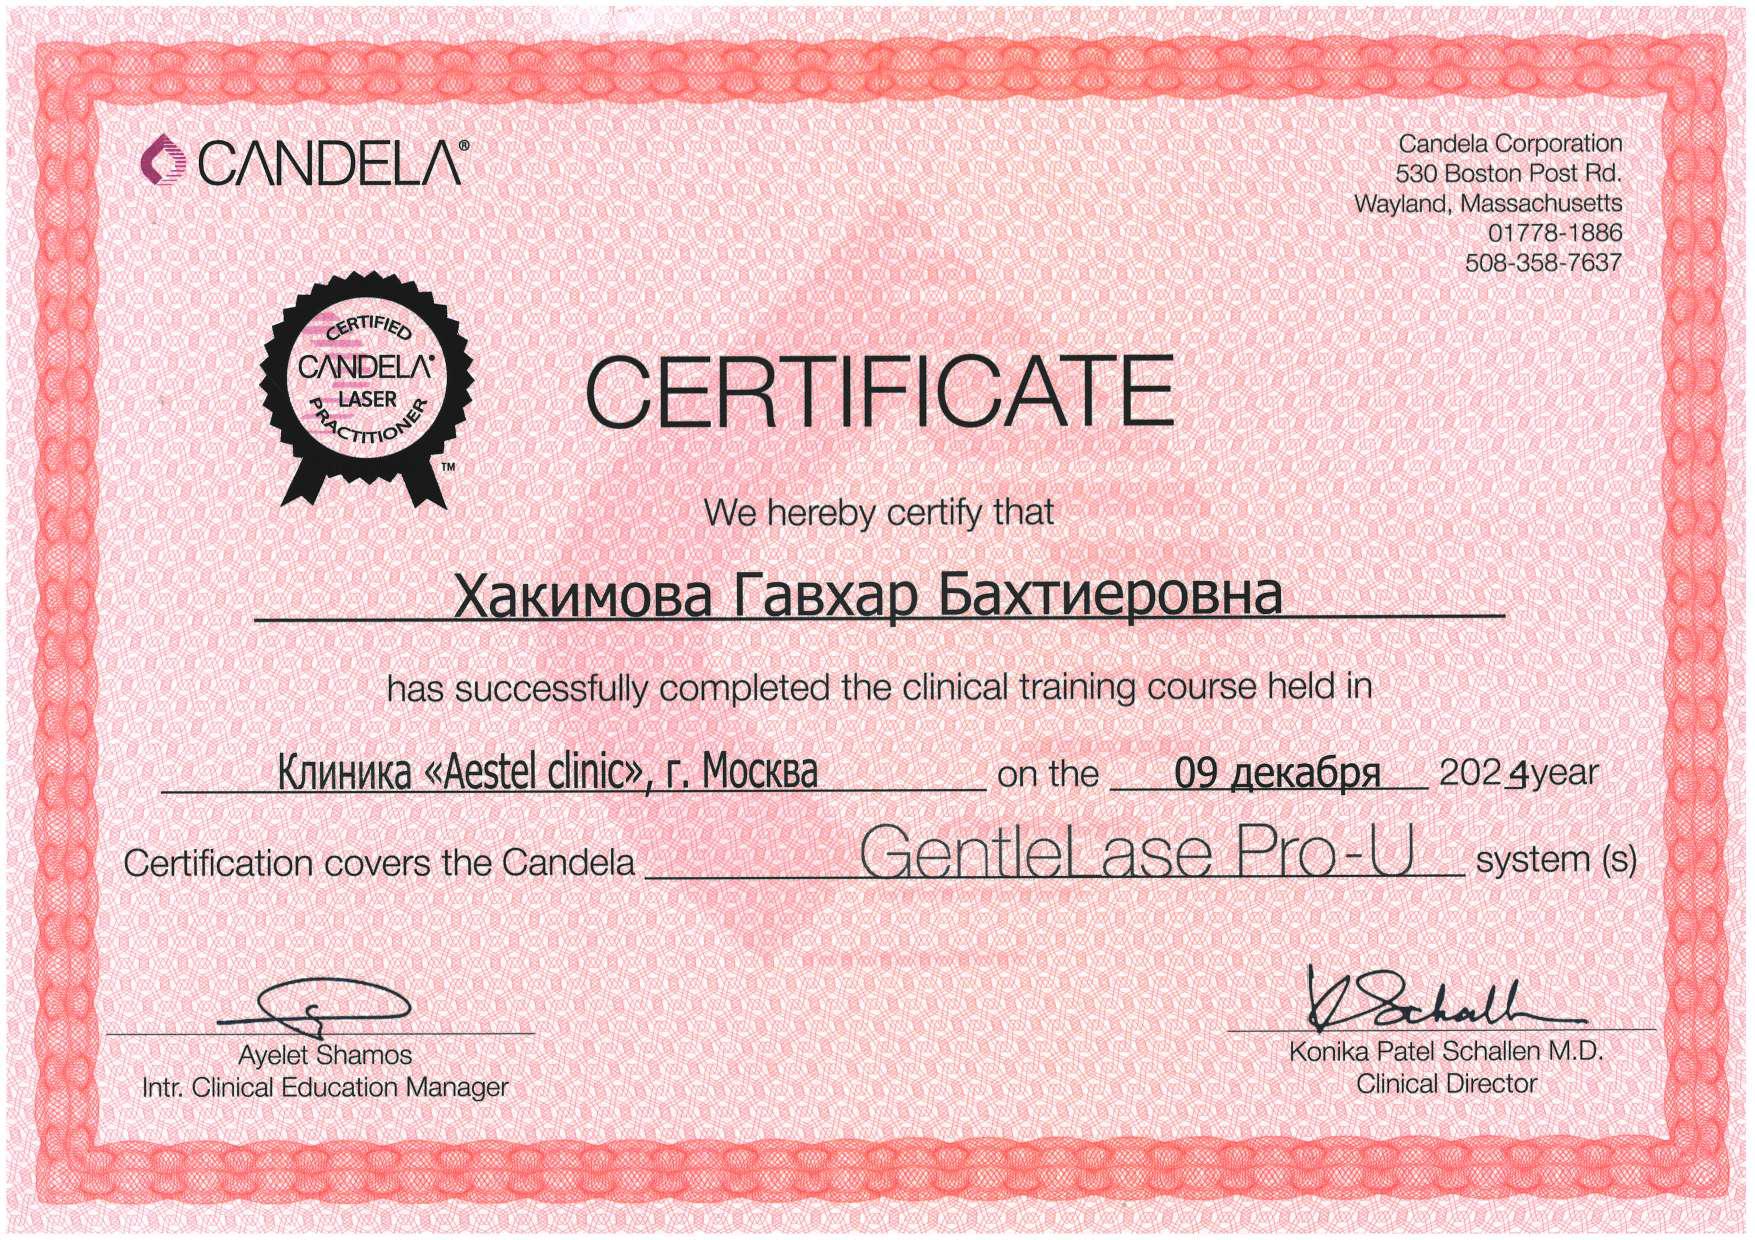 CANDELA®
Candela Corporation
530 Boston Post Rd.
Wayland, Massachusetts
01778-1886
508-358-7637
CERTIFIED
CANDELA®
LASER
PRACTITIONER
TM
CERTIFICATE
We hereby certify that
Хакимова Гавхар Бахтиеровна
has successfully completed the clinical training course held in
Клиника «Aestel clinic», г. Москва on the 09 декабря 2024 year
Certification covers the Candela GentleLase Pro-U system (s)
Schall
Ayelet Shamos
Intr. Clinical Education Manager
Konika Patel Schallen M.D.
Clinical Director